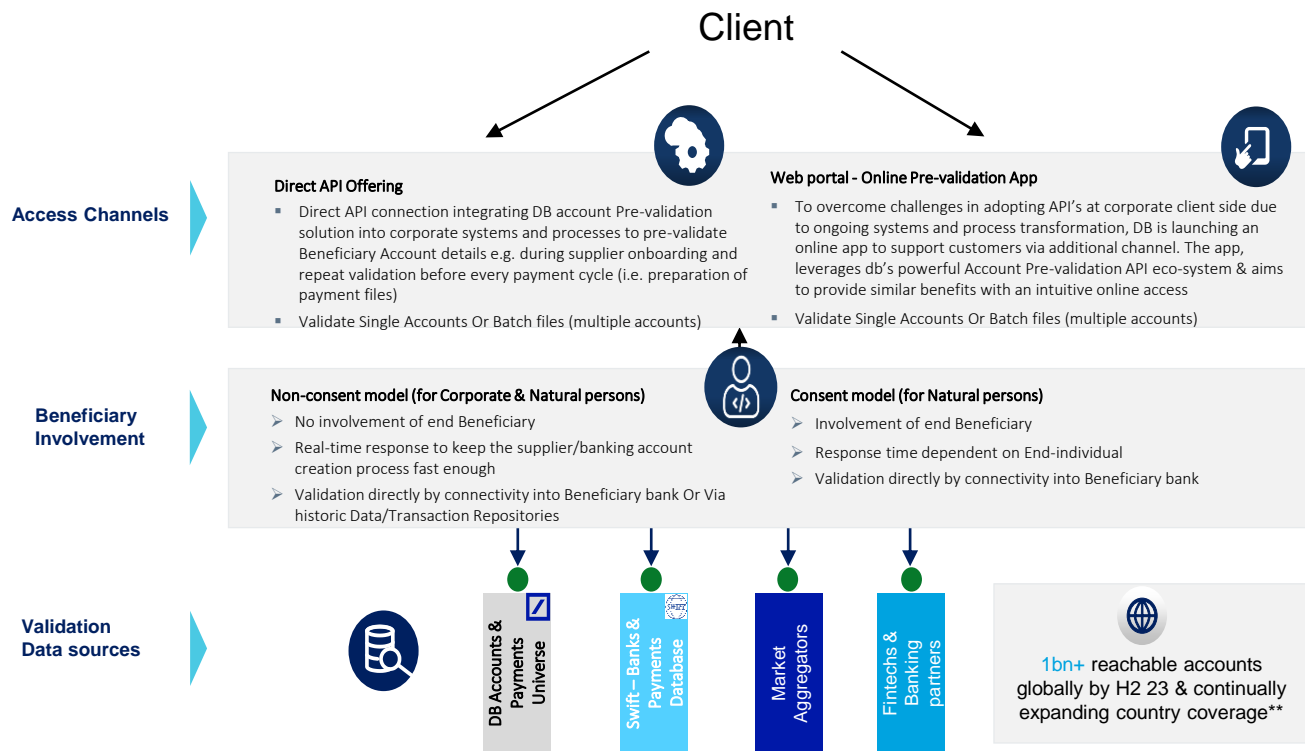 Client
Access Channels
Direct API Offering
Direct API connection integrating DB account Pre-validation
solution into corporate systems and processes to pre-validate
Beneficiary Account details e.g. during supplier onboarding and
repeat validation before every payment cycle (i.e. preparation of
payment files)
Validate Single Accounts Or Batch files (multiple accounts)
Web portal - Online Pre-validation App
To overcome challenges in adopting API's at corporate client side due
to ongoing systems and process transformation, DB is launching an
online app to support customers via additional channel. The app,
leverages db's powerful Account Pre-validation API eco-system & aims
to provide similar benefits with an intuitive online access
Validate Single Accounts Or Batch files (multiple accounts)
Beneficiary
Involvement
Non-consent model (for Corporate & Natural persons)
No involvement of end Beneficiary
Real-time response to keep the supplier/banking account
creation process fast enough
Validation directly by connectivity into Beneficiary bank Or Via
historic Data/Transaction Repositories
</>
Consent model (for Natural persons)
Involvement of end Beneficiary
Response time dependent on End-individual
Validation directly by connectivity into Beneficiary bank
Validation
Data sources
DB Accounts &
Payments
Universe
Swift – Banks &
Payments
Database
SWIFT
Market
Aggregators
Fintechs &
Banking
partners
1bn+ reachable accounts
globally by H2 23 & continually
expanding country coverage**